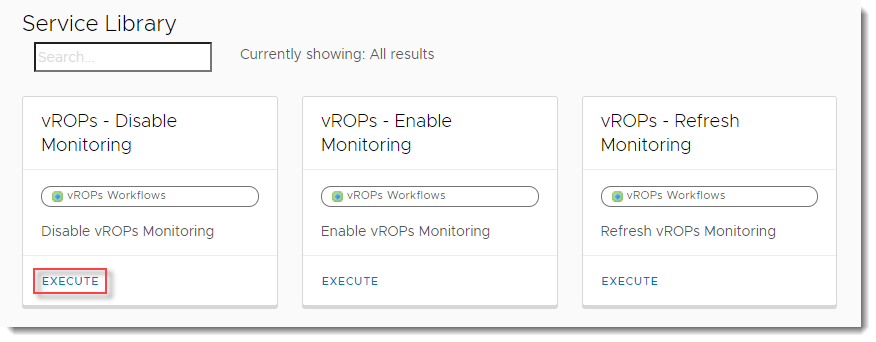 Service Library
Search...
Currently showing: All results
vROPs - Disable
Monitoring
vROPs Workflows
Disable vROPs Monitoring
EXECUTE
vROPs - Enable
Monitoring
vROPs Workflows
Enable vROPs Monitoring
EXECUTE
vROPs - Refresh
Monitoring
vROPs Workflows
Refresh vROPs Monitoring
EXECUTE